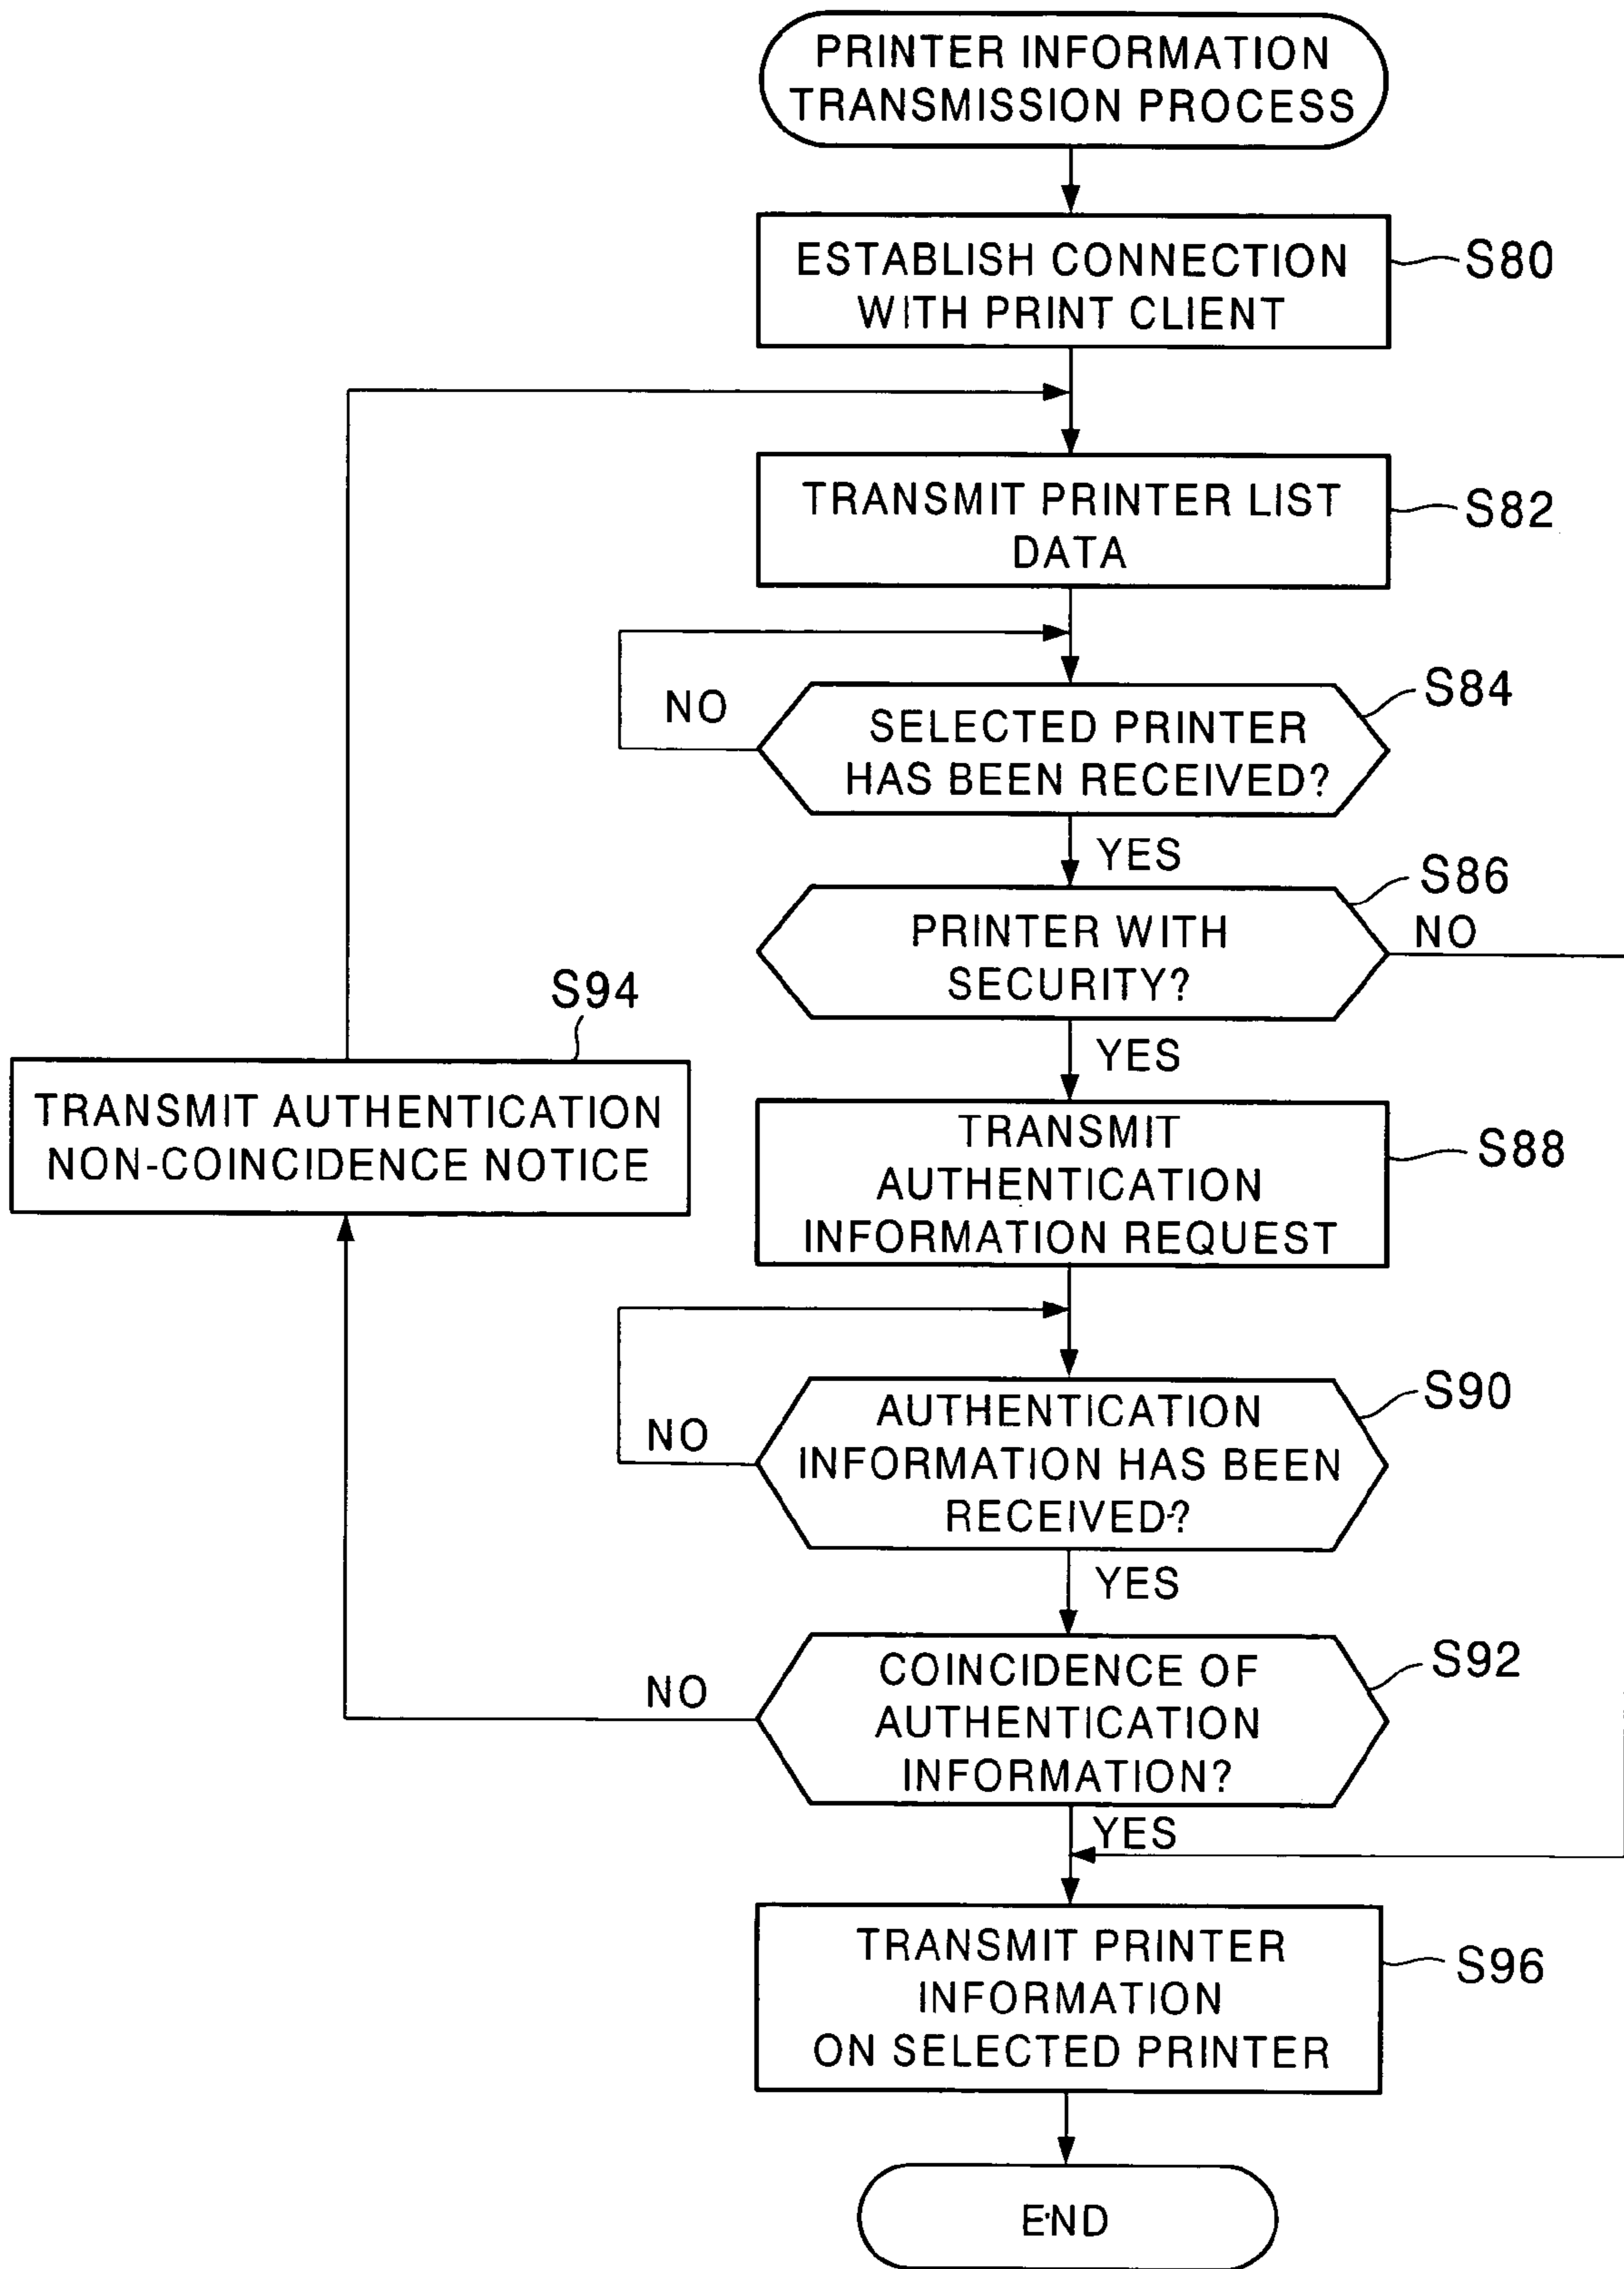 PRINTER INFORMATION
TRANSMISSION PROCESS
ESTABLISH CONNECTION
WITH PRINT CLIENT
S80
TRANSMIT PRINTER LIST
DATA
S82
NO
SELECTED PRINTER
HAS BEEN RECEIVED?
S84
YES
PRINTER WITH
SECURITY?
S86
NO
YES
S94
TRANSMIT AUTHENTICATION
NON-COINCIDENCE NOTICE
TRANSMIT
AUTHENTICATION
INFORMATION REQUEST
S88
NO
AUTHENTICATION
INFORMATION HAS BEEN
RECEIVED?
S90
YES
NO
COINCIDENCE OF
AUTHENTICATION
INFORMATION?
S92
YES
TRANSMIT PRINTER
INFORMATION
ON SELECTED PRINTER
S96
END